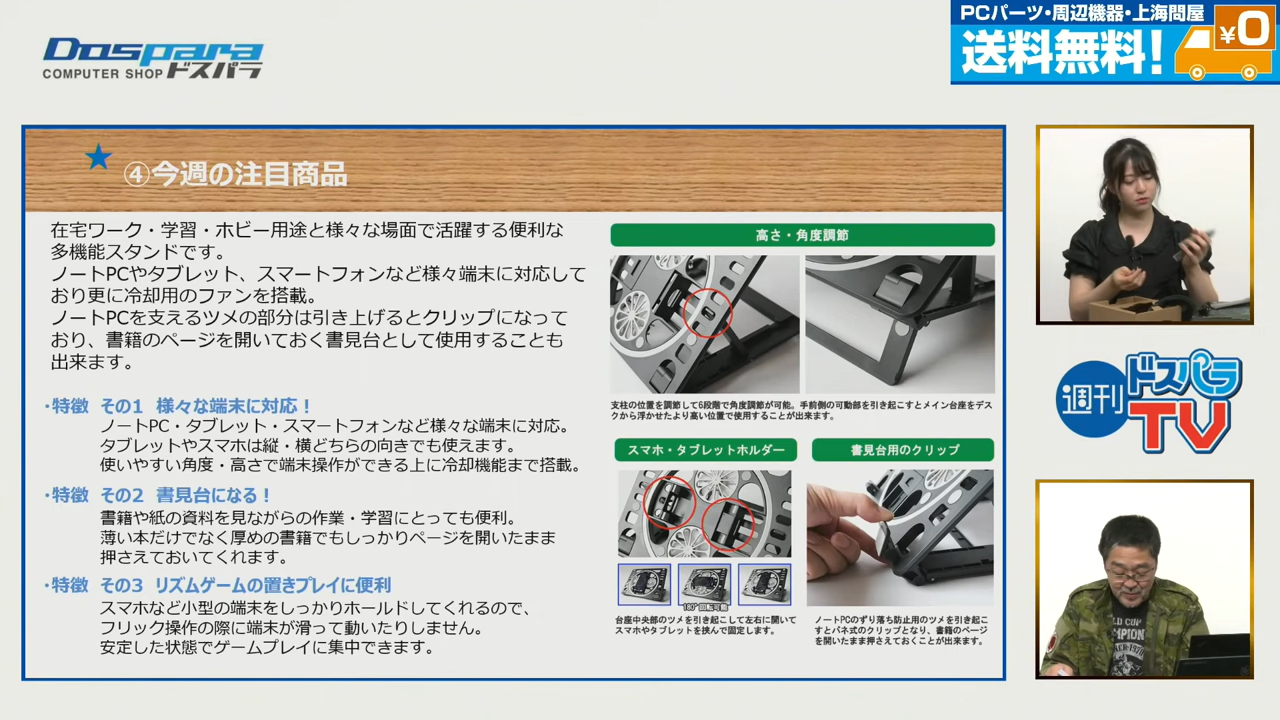 Dospara
COMPUTER SHOP ドスパラ
PCパーツ・周辺機器・上海問屋
送料無料!
¥0
④今週の注目商品
在宅ワーク・学習・ホビー用途と様々な場面で活躍する便利な
多機能スタンドです。
ノートPCやタブレット、スマートフォンなど様々端末に対応して
おり更に冷却用のファンを搭載。
ノートPCを支えるツメの部分は引き上げるとクリップになって
おり、書籍のページを開いておく書見台として使用することも
出来ます。
・特徴 その1 様々な端末に対応!
ノートPC・タブレット・スマートフォンなど様々な端末に対応。
タブレットやスマホは縦・横どちらの向きでも使えます。
使いやすい角度・高さで端末操作ができる上に冷却機能まで搭載。
・特徴 その2 書見台になる!
書籍や紙の資料を見ながらの作業・学習にとっても便利。
薄い本だけでなく厚めの書籍でもしっかりページを開いたまま
押さえておいてくれます。
・特徴 その3 リズムゲームの置きプレイに便利
スマホなど小型の端末をしっかりホールドしてくれるので、
フリック操作の際に端末が滑って動いたりしません。
安定した状態でゲームプレイに集中できます。
高さ・角度調節
支柱の位置を調節して6段階で角度調節が可能。手前側の可動部を引き起こすとメイン台座をデス
クから浮かせたより高い位置で使用することが出来ます。
スマホ・タブレットホルダー
180°回転可能
台座中央部のツメを引き起こして左右に開いて
スマホやタブレットを挟んで固定します。
書見台用のクリップ
ノートPCのずり落ち防止用のツメを引き起こ
すとバネ式のクリップとなり、書籍のページ
を開いたまま押さえておくことが出来ます。
週刊
ドスパラ
TV
WORLD CUP
CHAMPION